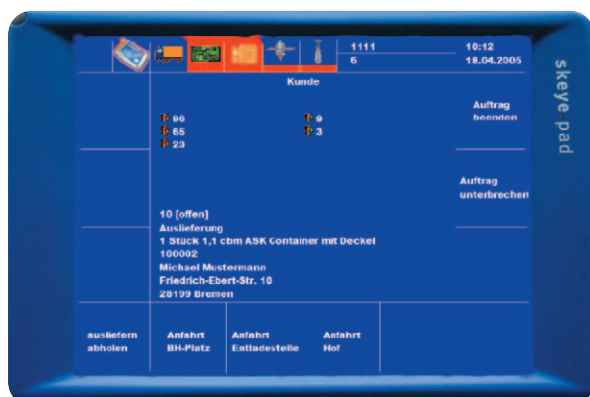 1111
6
10:12
18.04.2005
Kunde
96
65
23
9
3
Auftrag
beenden
Auftrag
unterbrechen
10 [offen]
Auslieferung
1 Stück 1,1 cbm ASK Container mit Deckel
100002
Michael Mustermann
Friedrich-Ebert-Str. 10
28199 Bremen
ausliefern
abholen
Anfahrt
BH-Platz
Anfahrt
Entladestelle
Anfahrt
Hof
skeye.pad